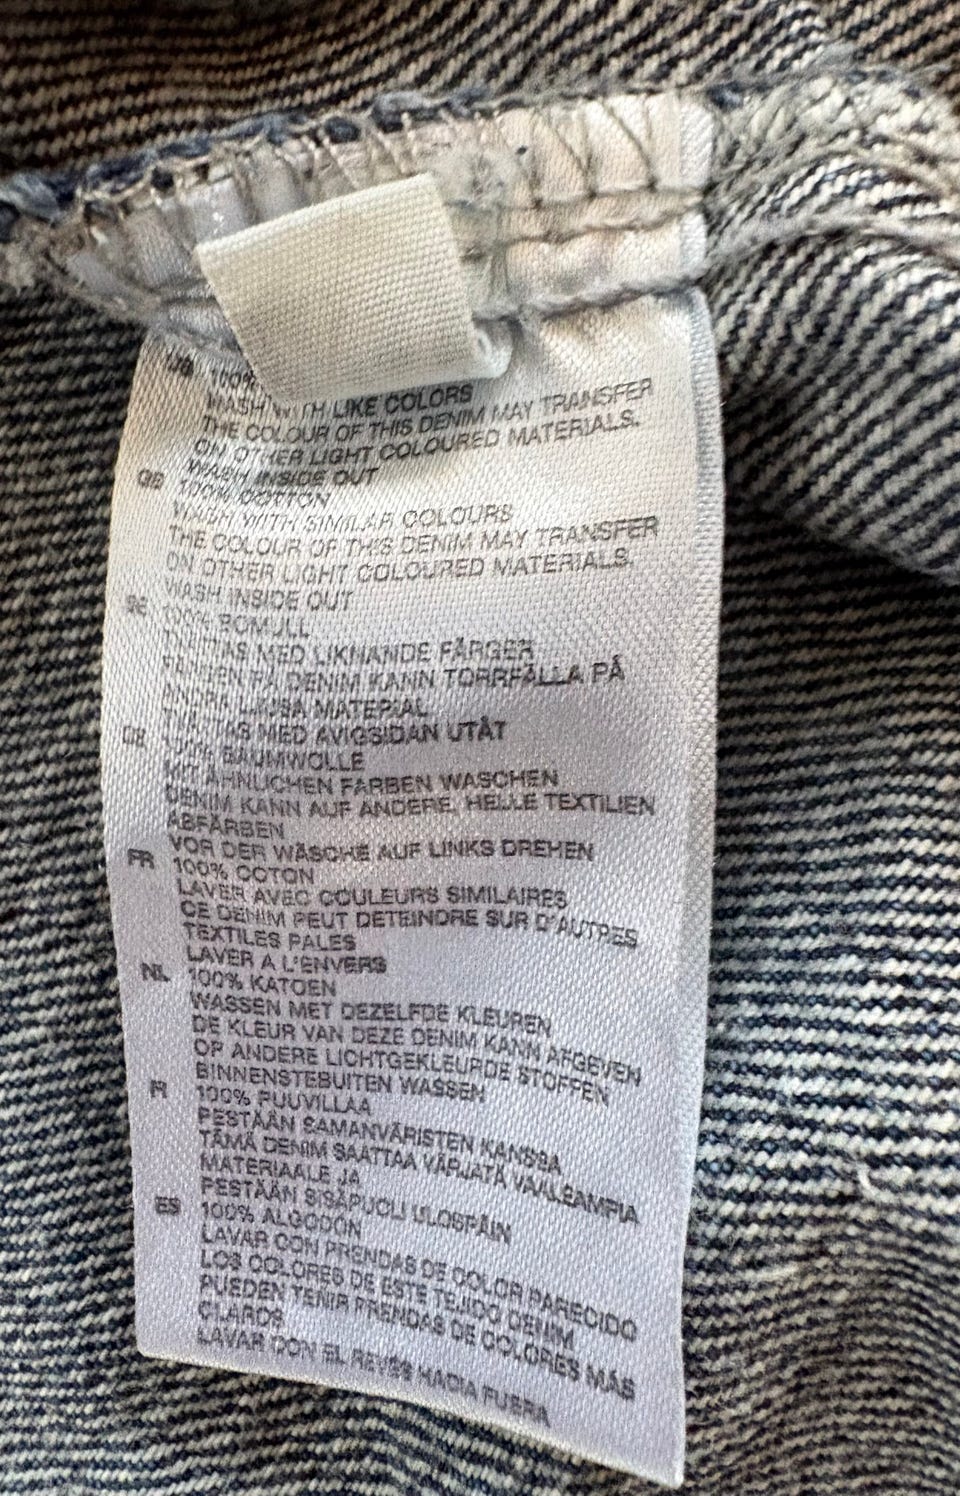 US 100%
WASH WITH LIKE COLORS
THE COLOUR OF THIS DENIM MAY TRANSFER
ON OTHER LIGHT COLOURED MATERIALS.
WASH INSIDE OUT
GB 100% COTTON
WASH WITH SIMILAR COLOURS
THE COLOUR OF THIS DENIM MAY TRANSFER
ON OTHER LIGHT COLOURED MATERIALS.
WASH INSIDE OUT
SE 100% BOMULL
TVÄTTAS MED LIKNANDE FÄRGER
FÄRGEN PÅ DENIM KANN TORRFÄLLA PÅ
ANDRA LJUSA MATERIAL
TVÄTTAS MED AVIGSIDAN UTÅT
DE 100% BAUMWOLLE
MIT ÄHNLICHEN FARBEN WASCHEN
DENIM KANN AUF ANDERE, HELLE TEXTILIEN
ABFÄRBEN
VOR DER WÄSCHE AUF LINKS DREHEN
FR 100% COTON
LAVER AVEC COULEURS SIMILAIRES
CE DENIM PEUT DETEINDRE SUR D'AUTRES
TEXTILES PALES
LAVER A L'ENVERS
NL 100% KATOEN
WASSEN MET DEZELFDE KLEUREN
DE KLEUR VAN DEZE DENIM KANN AFGEVEN
OP ANDERE LICHTGEKLEURDE STOFFEN
BINNENSTEBUITEN WASSEN
FI 100% PUUVILLAA
PESTÄÄN SAMANVÄRISTEN KANSSA
TÄMÄ DENIM SAATTAA VÄRJÄTÄ VAALEAMPIA
MATERIAALEJA
PESTÄÄN SISÄPUOLI ULOSPÄIN
ES 100% ALGODÓN
LAVAR CON PRENDAS DE COLOR PARECIDO
LOS COLORES DE ESTE TEJIDO DENIM
PUEDEN TEÑIR PRENDAS DE COLORES MÁS
CLAROS
LAVAR CON EL REVÉS HACIA FUERA